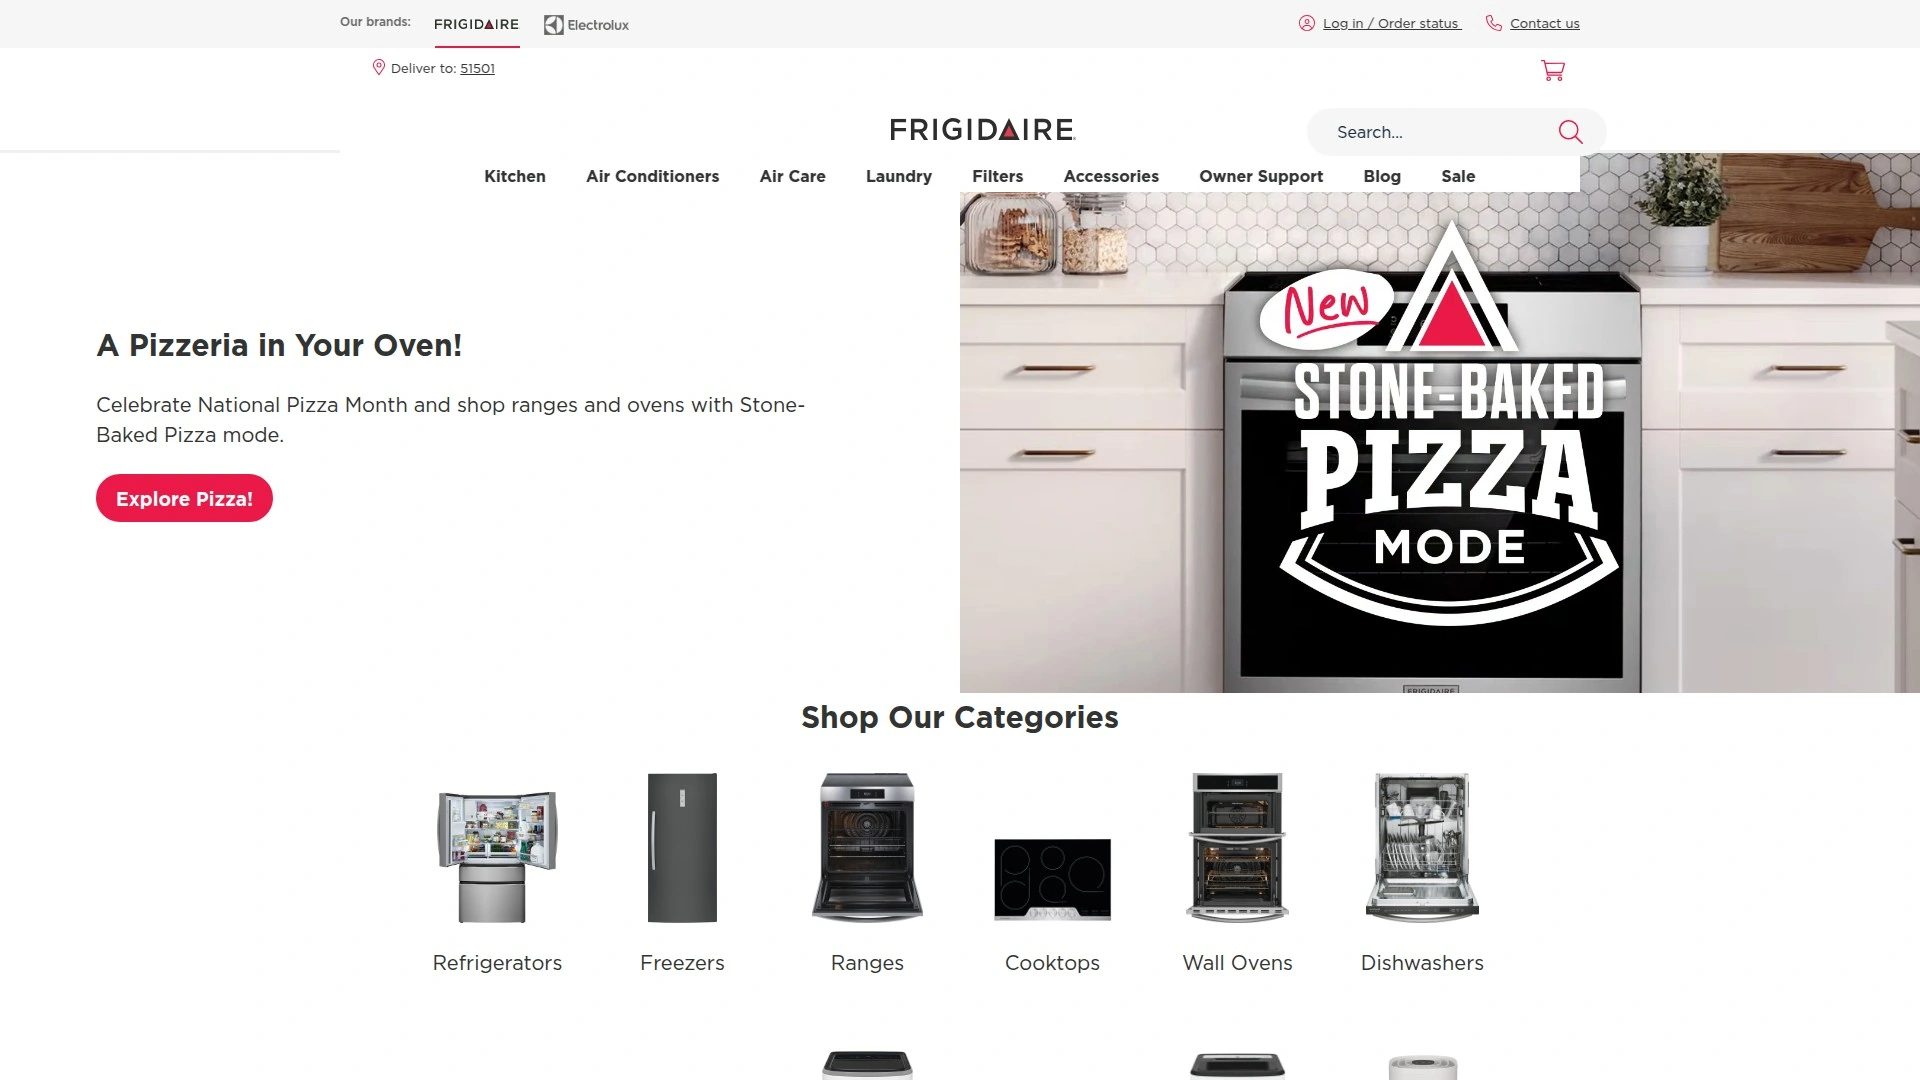 Our brands:
FRIGIDAIRE
Electrolux
Log in / Order status
Contact us
Deliver to: 51501
FRIGIDAIRE
Search...
Kitchen
Air Conditioners
Air Care
Laundry
Filters
Accessories
Owner Support
Blog
Sale
A Pizzeria in Your Oven!
Celebrate National Pizza Month and shop ranges and ovens with Stone-
Baked Pizza mode.
Explore Pizza!
New
STONE-BAKED
PIZZA
MODE
FRIGIDAIRE
Shop Our Categories
Refrigerators
Freezers
Ranges
Cooktops
Wall Ovens
Dishwashers